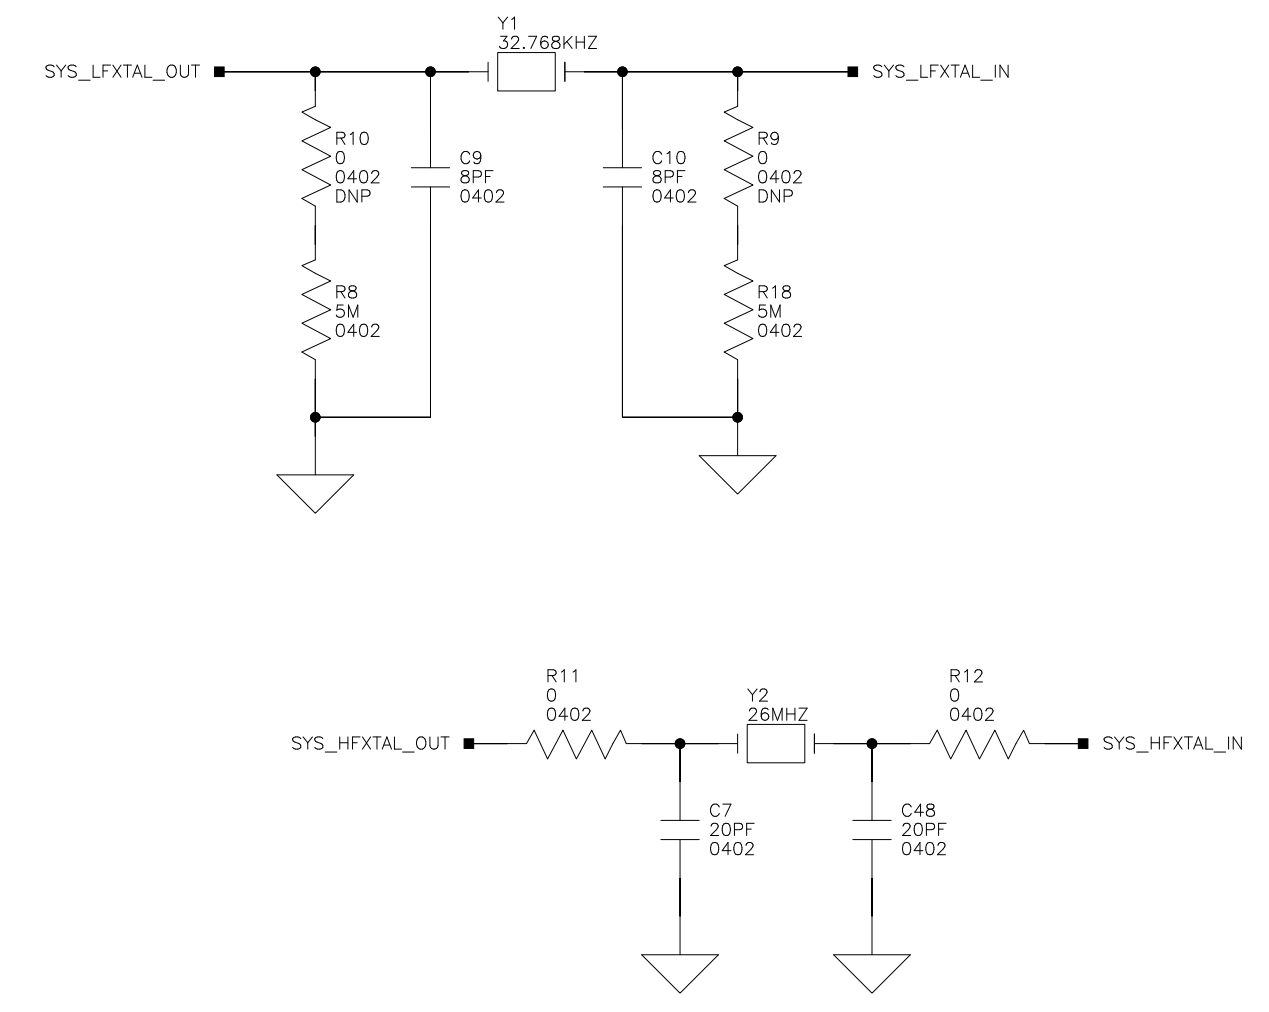 Y1
32.768KHZ
SYS_LFXTAL_OUT
SYS_LFXTAL_IN
R10
0
0402
DNP
C9
8PF
0402
C10
8PF
0402
R9
0
0402
DNP
R8
5M
0402
R18
5M
0402
R11
0
0402
Y2
26MHZ
R12
0
0402
SYS_HFXTAL_OUT
SYS_HFXTAL_IN
C7
20PF
0402
C48
20PF
0402